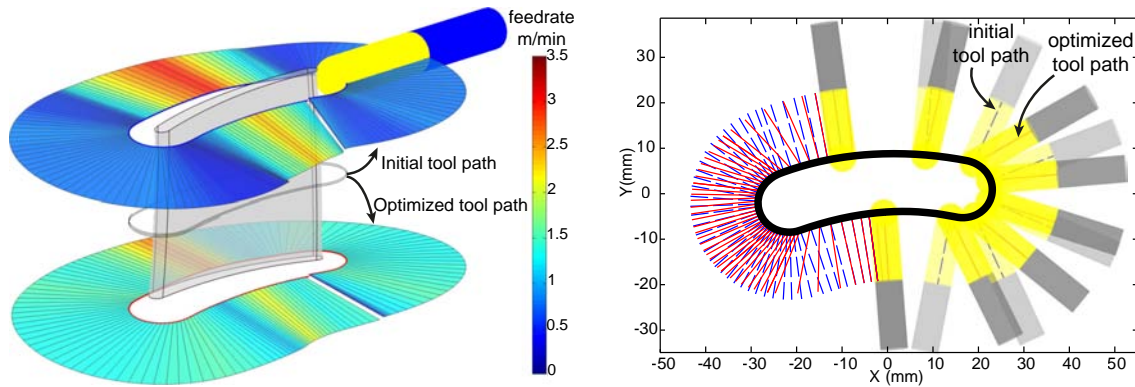 feedrate
m/min
3.5
3
2.5
2
1.5
1
0.5
0
Initial tool path
Optimized tool path
initial
tool path
optimized
tool path
Y(mm)
30
20
10
0
-10
-20
-30
-50 -40 -30 -20 -10 0 10 20 30 40 50
X (mm)